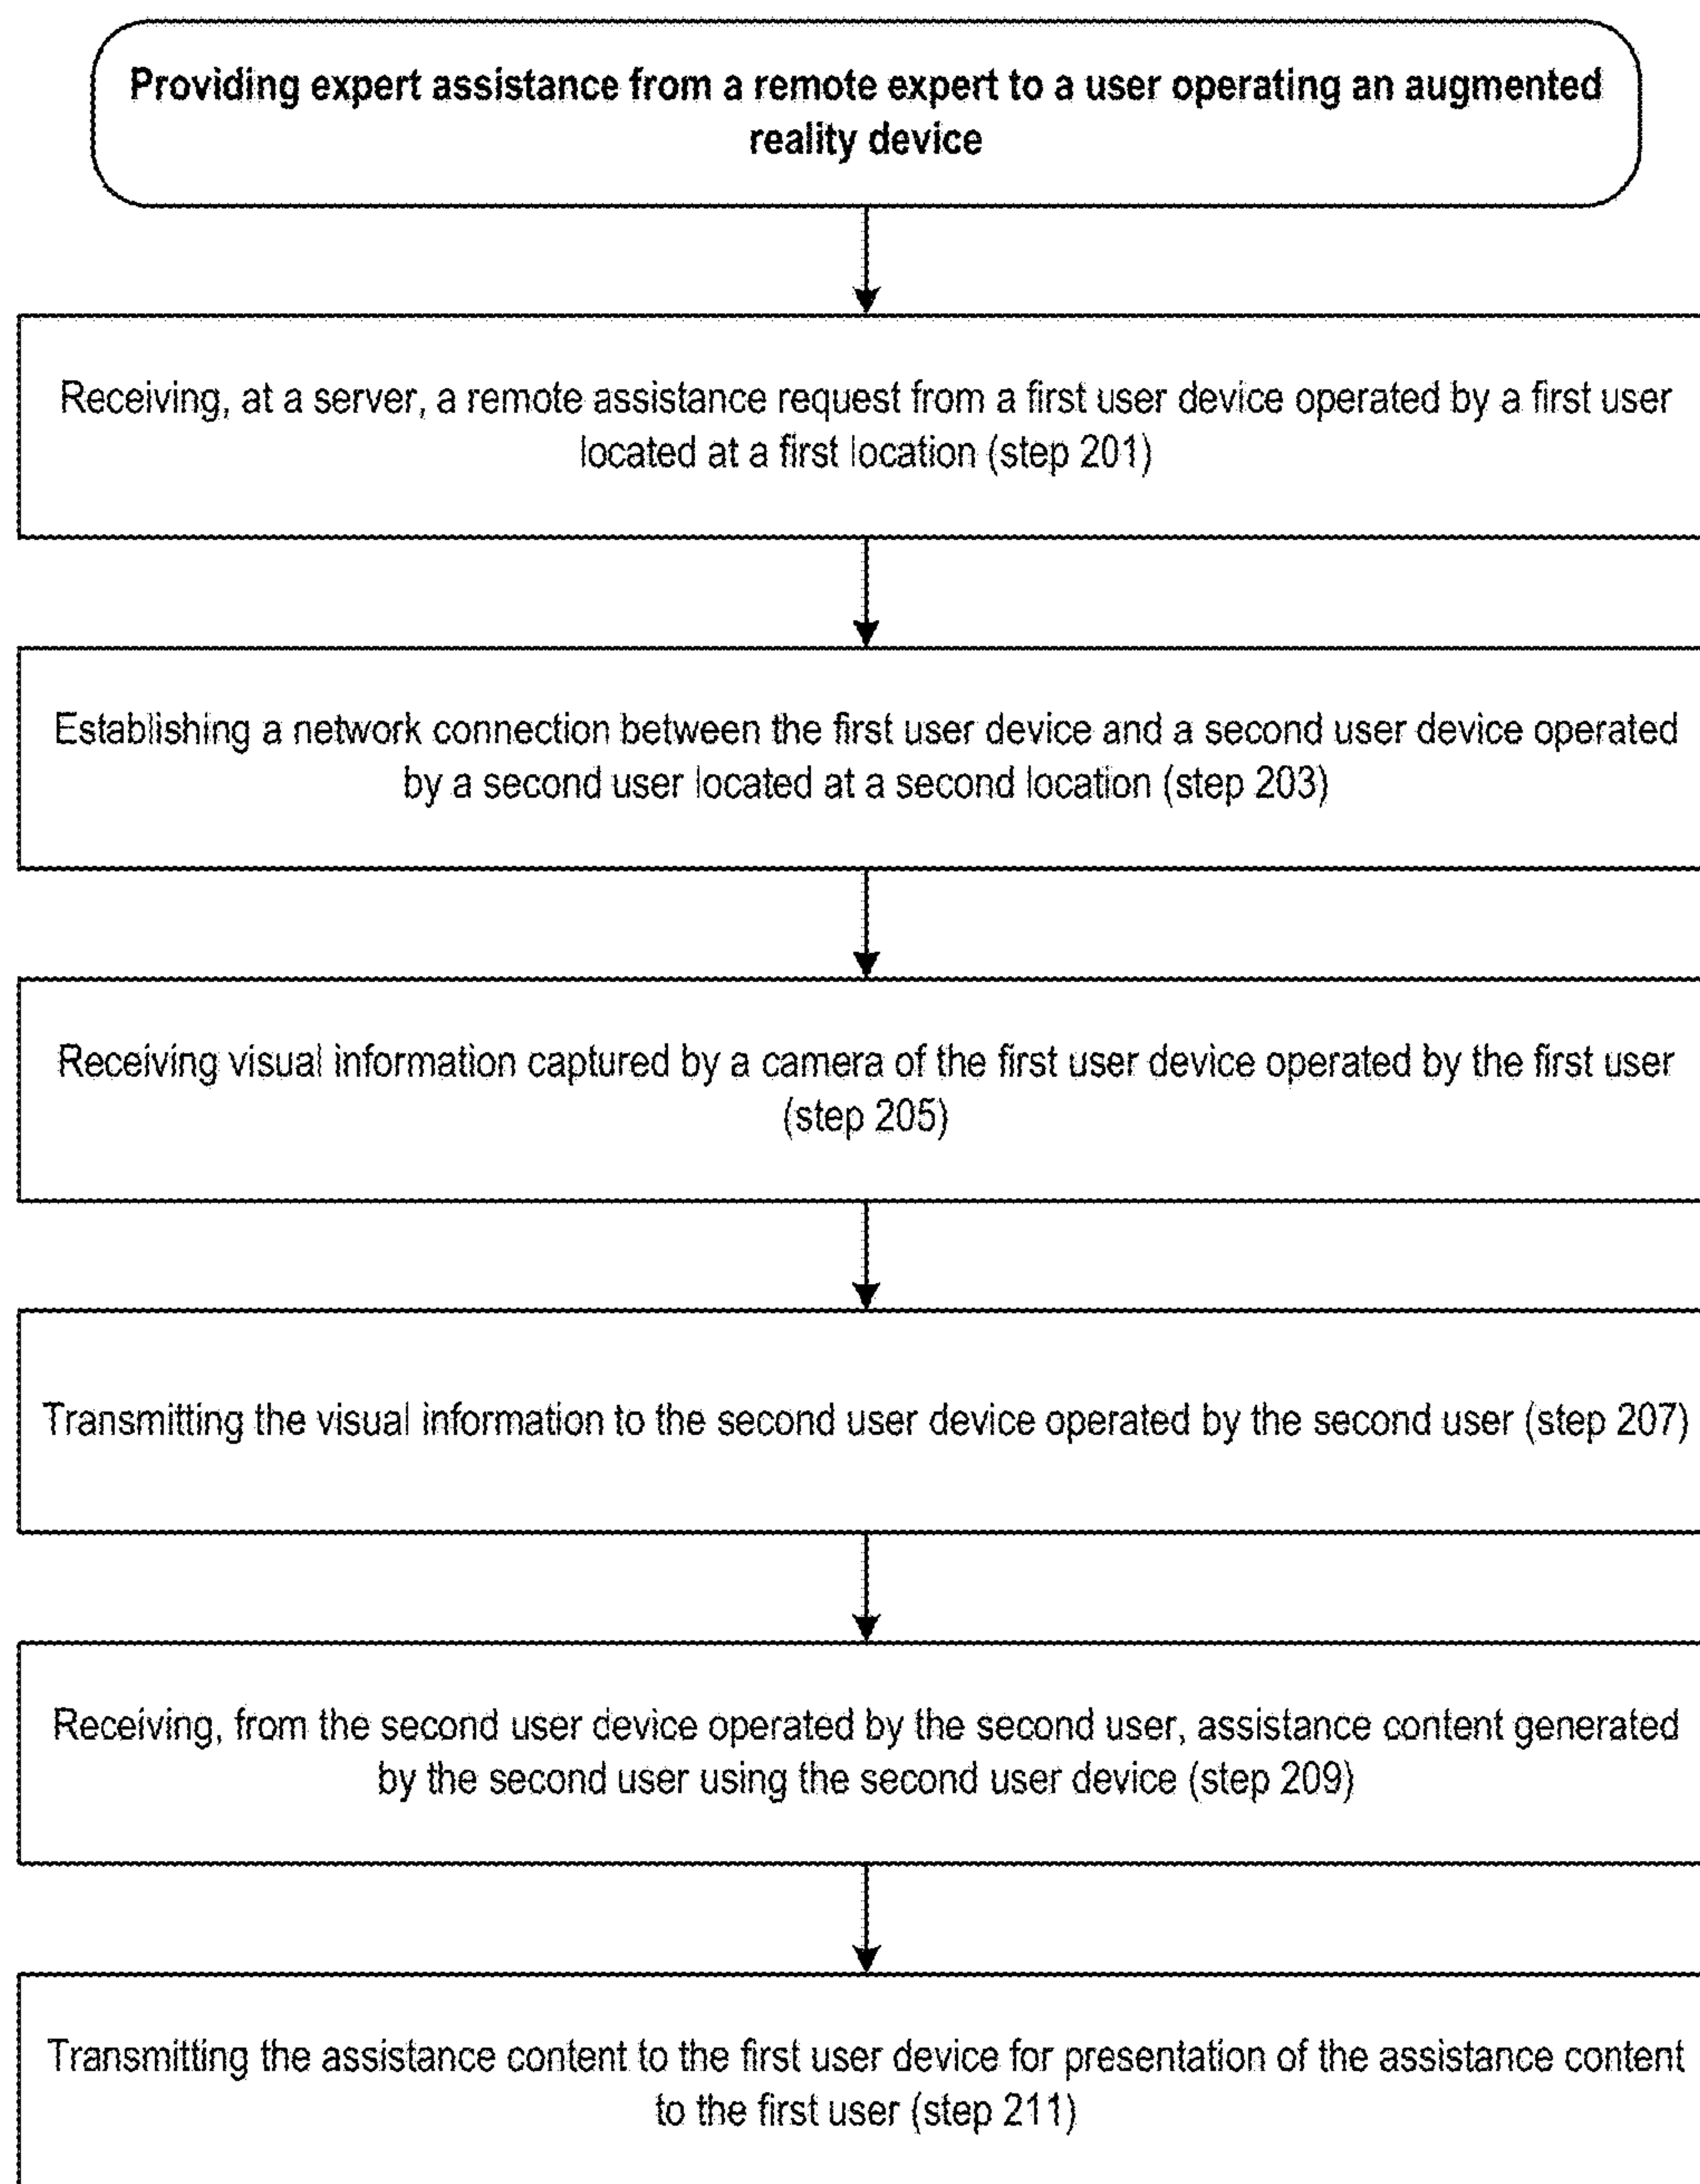 Providing expert assistance from a remote expert to a user operating an augmented
reality device
Receiving, at a server, a remote assistance request from a first user device operated by a first user
located at a first location (step 201)
Establishing a network connection between the first user device and a second user device operated
by a second user located at a second location (step 203)
Receiving visual information captured by a camera of the first user device operated by the first user
(step 205)
Transmitting the visual information to the second user device operated by the second user (step 207)
Receiving, from the second user device operated by the second user, assistance content generated
by the second user using the second user device (step 209)
Transmitting the assistance content to the first user device for presentation of the assistance content
to the first user (step 211)